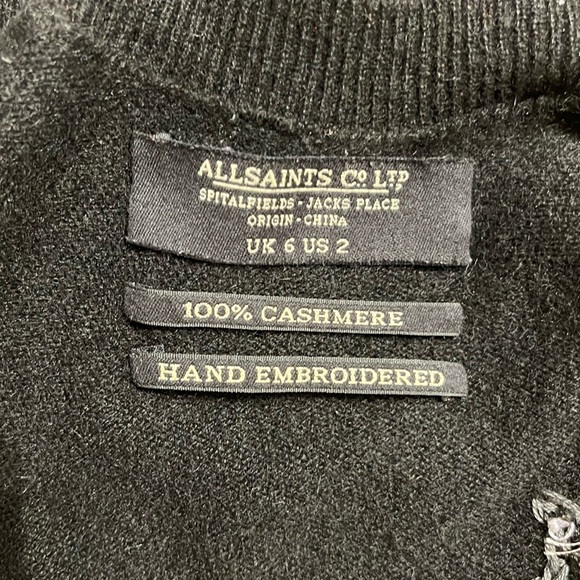 ALLSAINTS Co LTD
SPITALFIELDS - JACKS PLACE
ORIGIN - CHINA
UK 6 US 2
100% CASHMERE
HAND EMBROIDERED